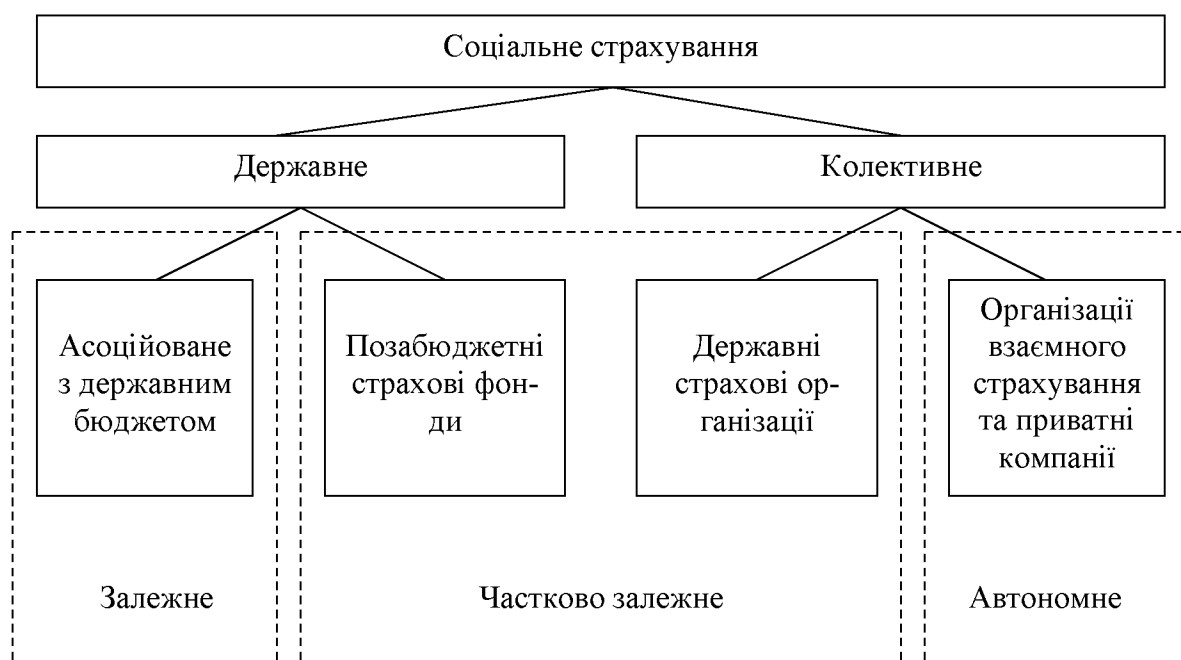 Соціальне страхування
Державне
Колективне
Асоційоване
з державним
бюджетом
Позабюджетні
страхові фон-
ди
Державні
страхові ор-
ганізації
Організації
взаємного
страхування
та приватні
компанії
Залежне
Частково залежне
Автономне